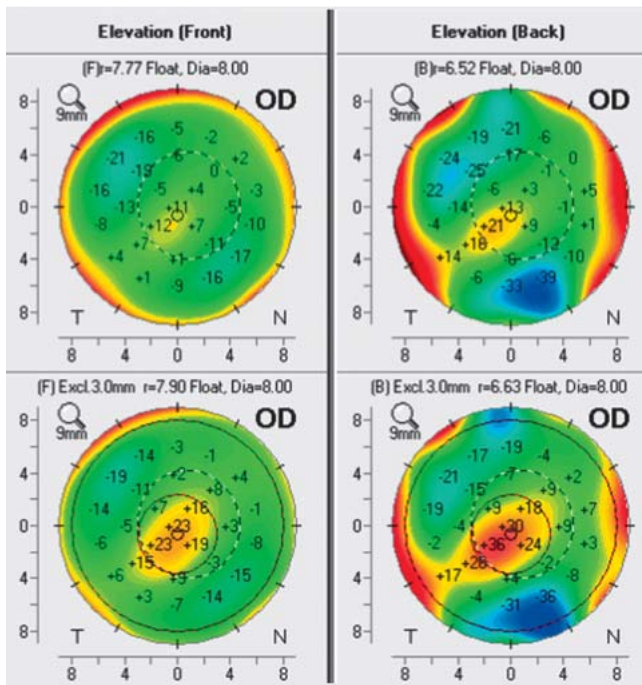 Elevation (Front)
Elevation (Back)
(F)r=7.77 Float, Dia=8.00
(B)r=6.52 Float, Dia=8.00
8 4 0 4 8
9mm
OD
-5
-16 -2
-21 -6 +2
-19 0
-16 -5 +4 -3
-13 +11 -5
-8 +12 +7 -10
+7 -11
+4 +1 -17
+1 -16
-9
T N
8 4 0 4 8
8 4 0 4 8
9mm
OD
-21
-19 -6
-24 -17 0
-25 -1
-22 -6 +3 +5
-14 +13 -1
-4 +21 +9 +1
+18 -12
+14 -6 -10
-6 -39
-33
T N
8 4 0 4 8
(F) Excl.3.0mm r=7.90 Float, Dia=8.00
(B) Excl.3.0mm r=6.63 Float, Dia=8.00
8 4 0 4 8
9mm
OD
-3
-14 -1
-19 +2 +4
-11 +8
-14 +7 +16 -1
-5 +23 +3
-6 +23 +19 -8
+15 -3
+6 +9 -15
+3 -14
-7
T N
8 4 0 4 8
8 4 0 4 8
9mm
OD
-19
-17 -4
-21 -7 +2
-15 +9
-19 +9 +18 +7
-4 +30 +9
-2 +36 +24 +3
+28 -2
+17 +4 -8
-4 -36
-31
T N
8 4 0 4 8